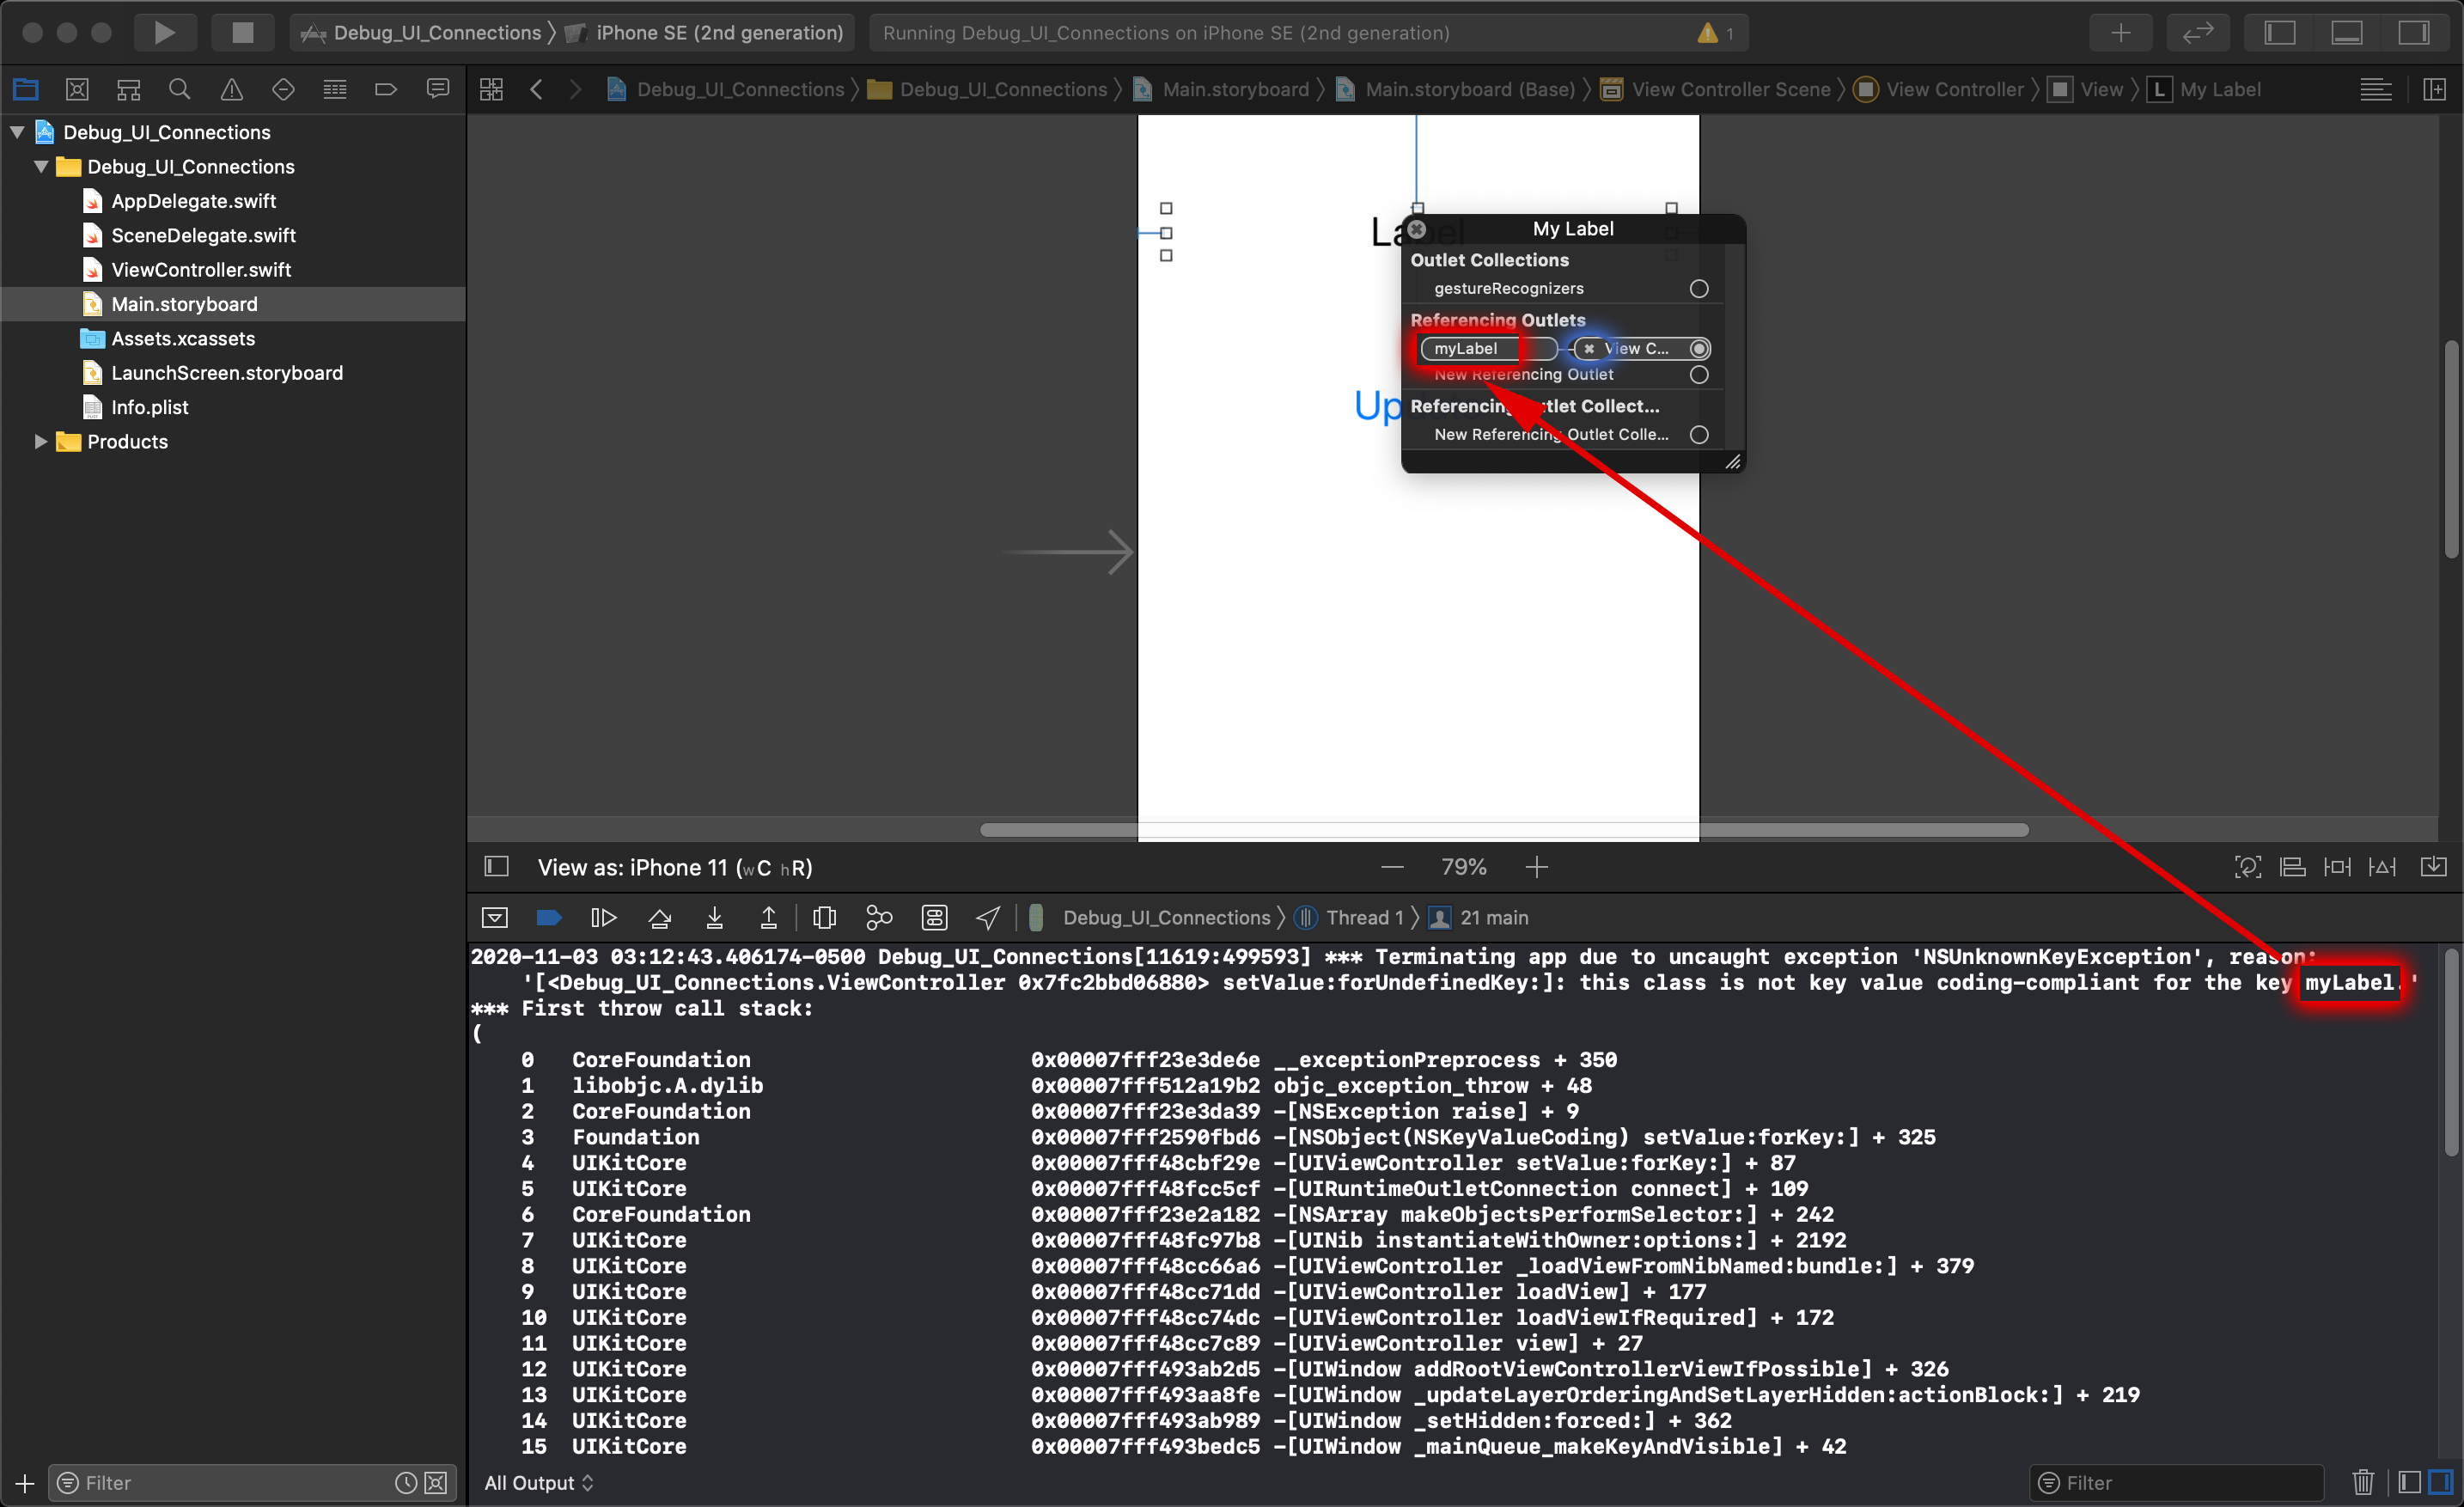 Debug_UI_Connections iPhone SE (2nd generation)
Running Debug_UI_Connections on iPhone SE (2nd generation) 1
Debug_UI_Connections Debug_UI_Connections Main.storyboard Main.storyboard (Base) View Controller Scene View Controller View L My Label
Debug_UI_Connections
Debug_UI_Connections
AppDelegate.swift
SceneDelegate.swift
ViewController.swift
Main.storyboard
Assets.xcassets
LaunchScreen.storyboard
Info.plist
Products
Filter
Label
Up
My Label
Outlet Collections
gestureRecognizers
Referencing Outlets
myLabel View C...
New Referencing Outlet
Referencing Outlet Collect...
New Referencing Outlet Colle...
View as: iPhone 11 (wC hR) 79%
Debug_UI_Connections Thread 1 21 main
2020-11-03 03:12:43.406174-0500 Debug_UI_Connections[11619:499593] *** Terminating app due to uncaught exception 'NSUnknownKeyException', reason:
'[<Debug_UI_Connections.ViewController 0x7fc2bbd06880> setValue:forUndefinedKey:]: this class is not key value coding-compliant for the key myLabel.'
*** First throw call stack:
(
0 CoreFoundation 0x00007fff23e3de6e __exceptionPreprocess + 350
1 libobjc.A.dylib 0x00007fff512a19b2 objc_exception_throw + 48
2 CoreFoundation 0x00007fff23e3da39 -[NSException raise] + 9
3 Foundation 0x00007fff2590fbd6 -[NSObject(NSKeyValueCoding) setValue:forKey:] + 325
4 UIKitCore 0x00007fff48cbf29e -[UIViewController setValue:forKey:] + 87
5 UIKitCore 0x00007fff48fcc5cf -[UIRuntimeOutletConnection connect] + 109
6 CoreFoundation 0x00007fff23e2a182 -[NSArray makeObjectsPerformSelector:] + 242
7 UIKitCore 0x00007fff48fc97b8 -[UINib instantiateWithOwner:options:] + 2192
8 UIKitCore 0x00007fff48cc66a6 -[UIViewController _loadViewFromNibNamed:bundle:] + 379
9 UIKitCore 0x00007fff48cc71dd -[UIViewController loadView] + 177
10 UIKitCore 0x00007fff48cc74dc -[UIViewController loadViewIfRequired] + 172
11 UIKitCore 0x00007fff48cc7c89 -[UIViewController view] + 27
12 UIKitCore 0x00007fff493ab2d5 -[UIWindow addRootViewControllerViewIfPossible] + 326
13 UIKitCore 0x00007fff493aa8fe -[UIWindow _updateLayerOrderingAndSetLayerHidden:actionBlock:] + 219
14 UIKitCore 0x00007fff493ab989 -[UIWindow _setHidden:forced:] + 362
15 UIKitCore 0x00007fff493bedc5 -[UIWindow _mainQueue_makeKeyAndVisible] + 42
All Output Filter